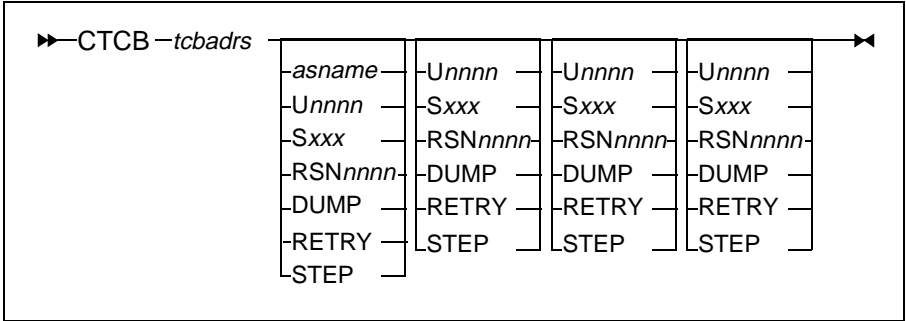 CTCB tcbadrs
asname Unnnn Unnnn Unnnn
Unnnn Sxxx Sxxx Sxxx
Sxxx RSNnnnn RSNnnnn RSNnnnn
RSNnnnn DUMP DUMP DUMP
DUMP RETRY RETRY RETRY
RETRY STEP STEP STEP
STEP